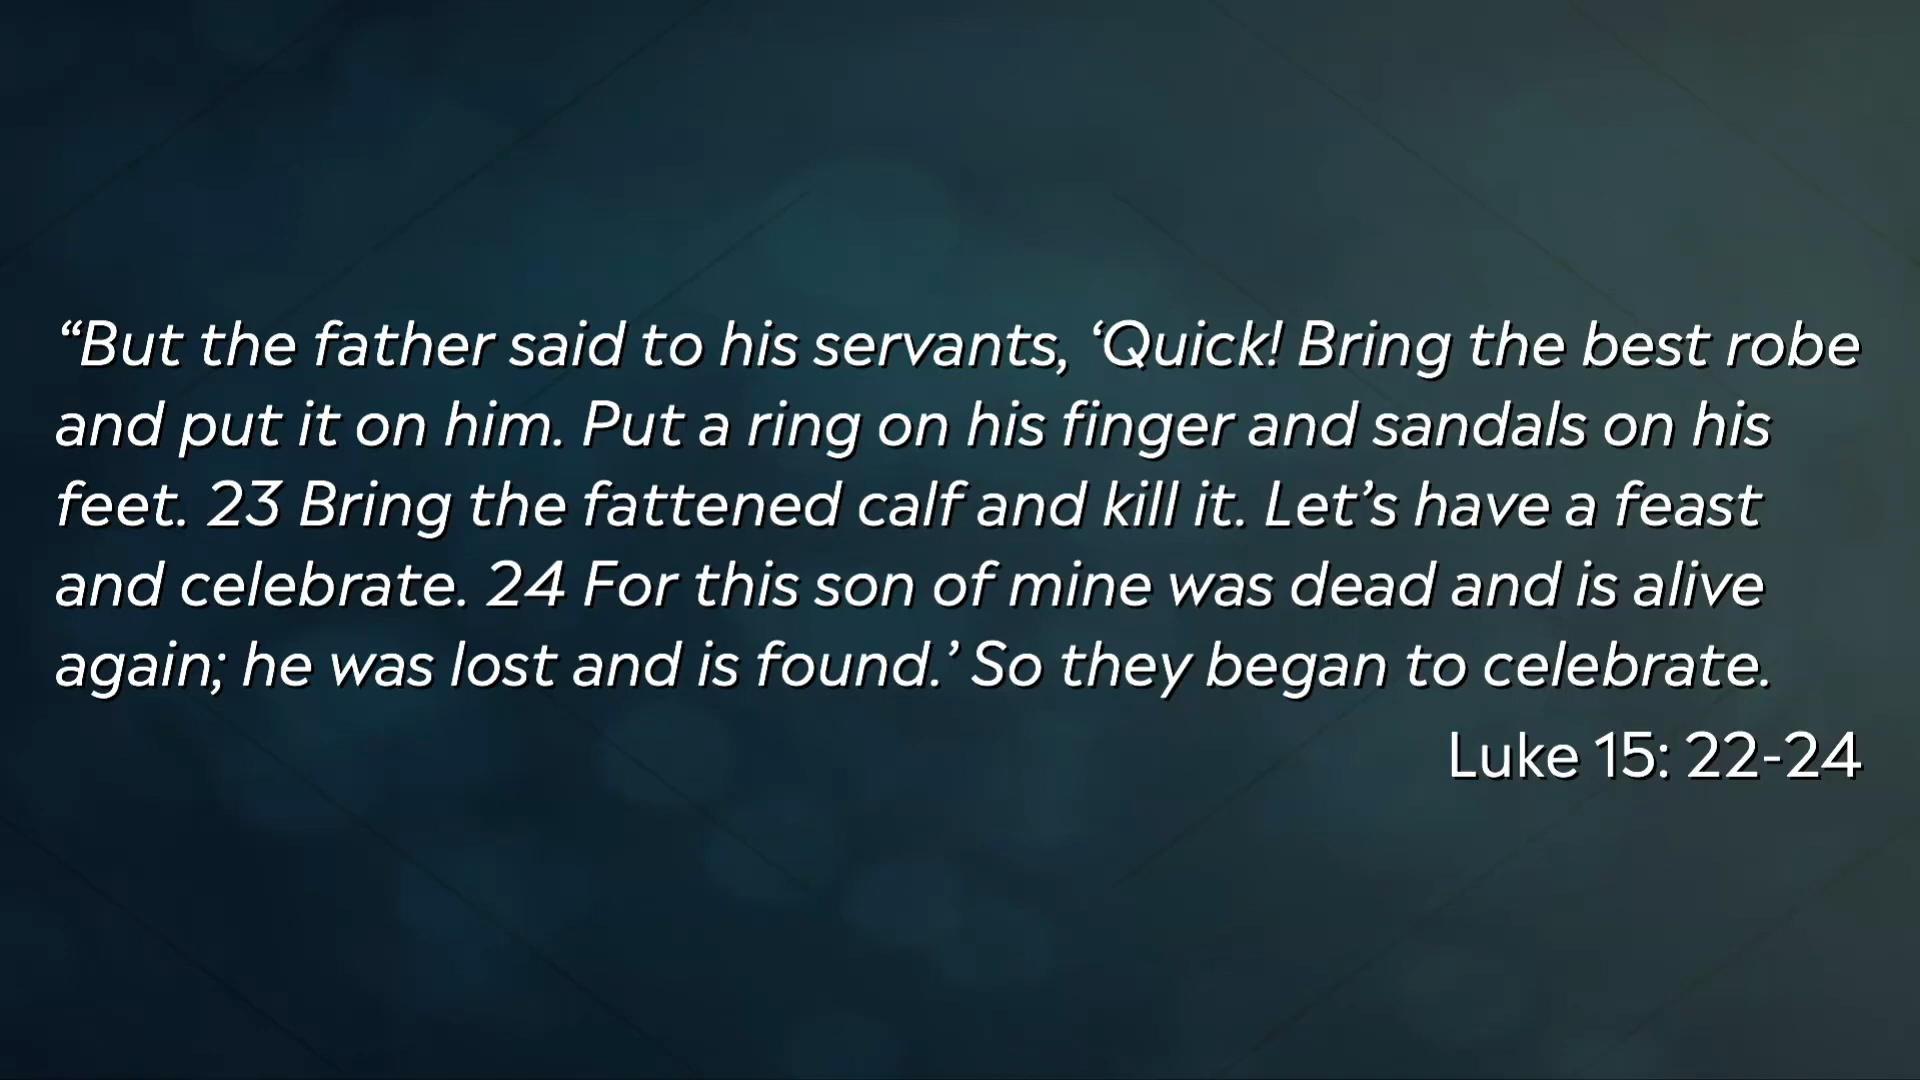 “But the father said to his servants, ‘Quick! Bring the best robe
and put it on him. Put a ring on his finger and sandals on his
feet. 23 Bring the fattened calf and kill it. Let’s have a feast
and celebrate. 24 For this son of mine was dead and is alive
again; he was lost and is found.’ So they began to celebrate.
Luke 15: 22-24